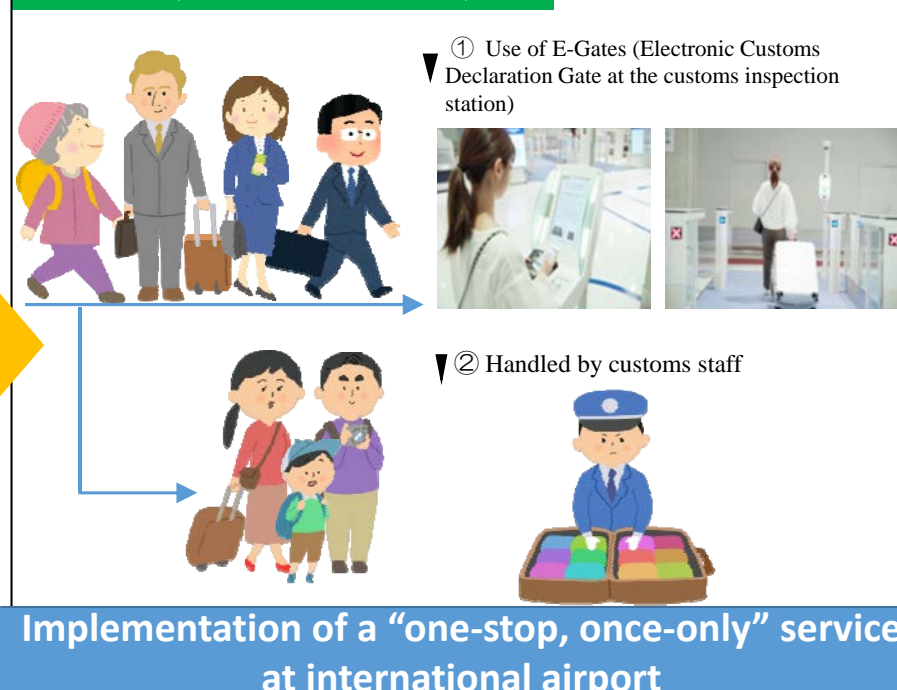 ① Use of E-Gates (Electronic Customs
Declaration Gate at the customs inspection
station)
② Handled by customs staff
Implementation of a “one-stop, once-only” service
at international airport